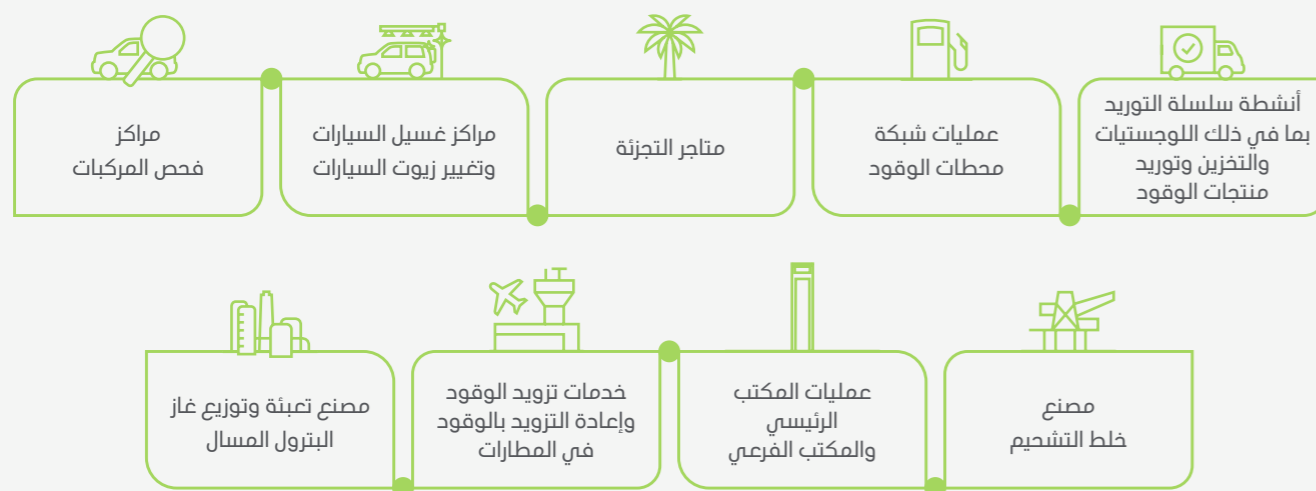 أنشطة سلسلة التوريد
بما في ذلك اللوجستيات
والتخزين وتوريد
منتجات الوقود
عمليات شبكة
محطات الوقود
متاجر التجزئة
مراكز غسيل السيارات
وتغيير زيوت السيارات
مراكز
فحص المركبات
مصنع
خلط التشحيم
عمليات المكتب
الرئيسي
والمكتب الفرعي
خدمات تزويد الوقود
وإعادة التزويد بالوقود
في المطارات
مصنع تعبئة وتوزيع غاز
البترول المسال